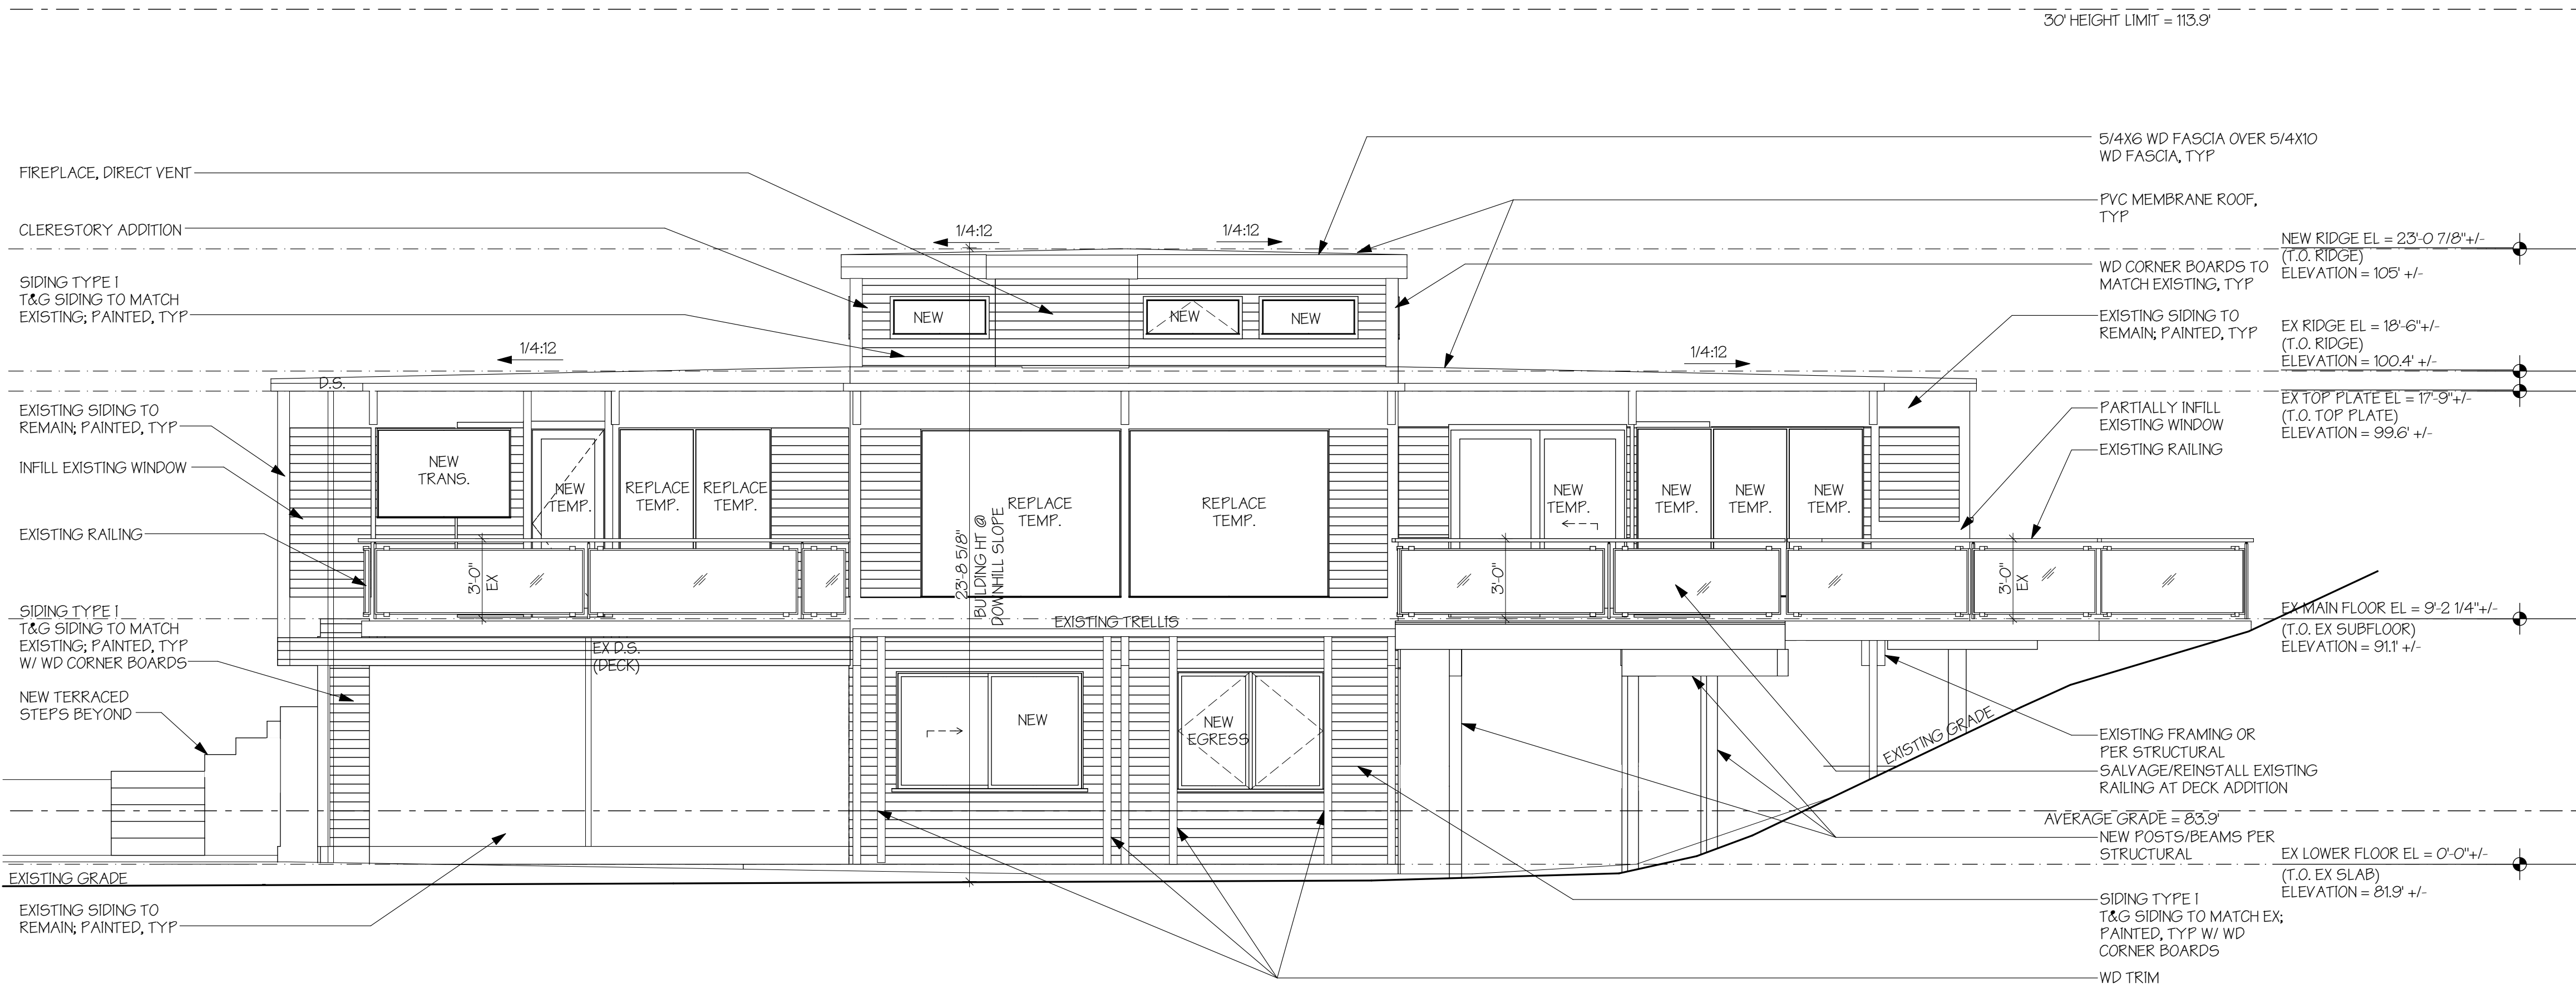 30' HEIGHT LIMIT = 113.9'
5/4X6 WD FASCIA OVER 5/4X10
WD FASCIA, TYP
FIREPLACE, DIRECT VENT
PVC MEMBRANE ROOF,
TYP
CLERESTORY ADDITION
1/4:12
1/4:12
NEW RIDGE EL = 23'-0 7/8"+/-
(T.O. RIDGE)
ELEVATION = 105' +/-
WD CORNER BOARDS TO
MATCH EXISTING, TYP
SIDING TYPE 1
T&G SIDING TO MATCH
EXISTING; PAINTED, TYP
NEW
NEW
NEW
EXISTING SIDING TO
REMAIN; PAINTED, TYP
EX RIDGE EL = 18'-6"+/-
(T.O. RIDGE)
ELEVATION = 100.4' +/-
1/4:12
1/4:12
D.S.
EX TOP PLATE EL = 17'-9"+/-
(T.O. TOP PLATE)
ELEVATION = 99.6' +/-
EXISTING SIDING TO
REMAIN; PAINTED, TYP
PARTIALLY INFILL
EXISTING WINDOW
EXISTING RAILING
INFILL EXISTING WINDOW
NEW
TRANS.
NEW
TEMP.
REPLACE
TEMP.
REPLACE
TEMP.
REPLACE
TEMP.
REPLACE
TEMP.
NEW
TEMP.
NEW
TEMP.
NEW
TEMP.
NEW
TEMP.
EXISTING RAILING
3'-0"
EX
23'-8 5/8"
BUILDING HT @
DOWNHILL SLOPE
3'-0"
3'-0"
EX
SIDING TYPE 1
T&G SIDING TO MATCH
EXISTING; PAINTED, TYP
W/ WD CORNER BOARDS
EXISTING TRELLIS
EX MAIN FLOOR EL = 9'-2 1/4"+/-
(T.O. EX SUBFLOOR)
ELEVATION = 91.1' +/-
EX D.S.
(DECK)
NEW TERRACED
STEPS BEYOND
NEW
NEW
EGRESS
EXISTING GRADE
EXISTING FRAMING OR
PER STRUCTURAL
SALVAGE/REINSTALL EXISTING
RAILING AT DECK ADDITION
AVERAGE GRADE = 83.9'
NEW POSTS/BEAMS PER
STRUCTURAL
EX LOWER FLOOR EL = 0'-0"+/-
(T.O. EX SLAB)
ELEVATION = 81.9' +/-
EXISTING GRADE
EXISTING SIDING TO
REMAIN; PAINTED, TYP
SIDING TYPE 1
T&G SIDING TO MATCH EX;
PAINTED, TYP W/ WD
CORNER BOARDS
WD TRIM